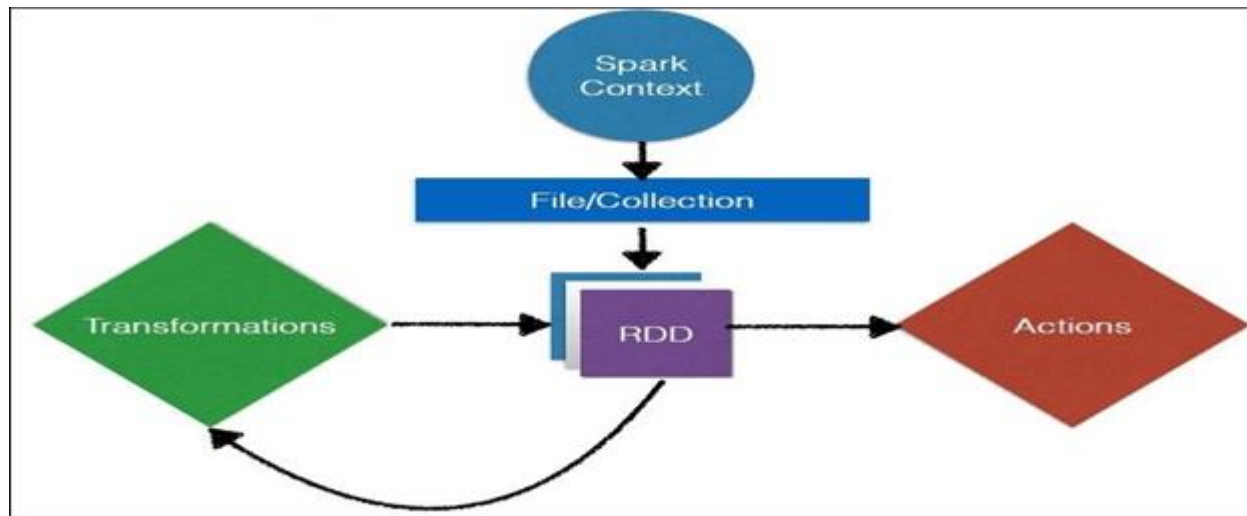 Spark
Context
File/Collection
Transformations
RDD
Actions